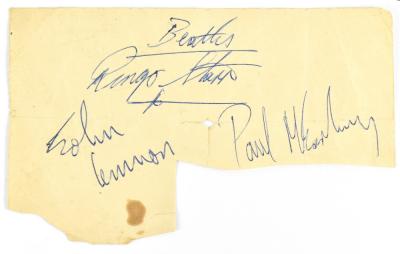 Beatles
Ringo Starr
John
Lennon
Paul McCartney